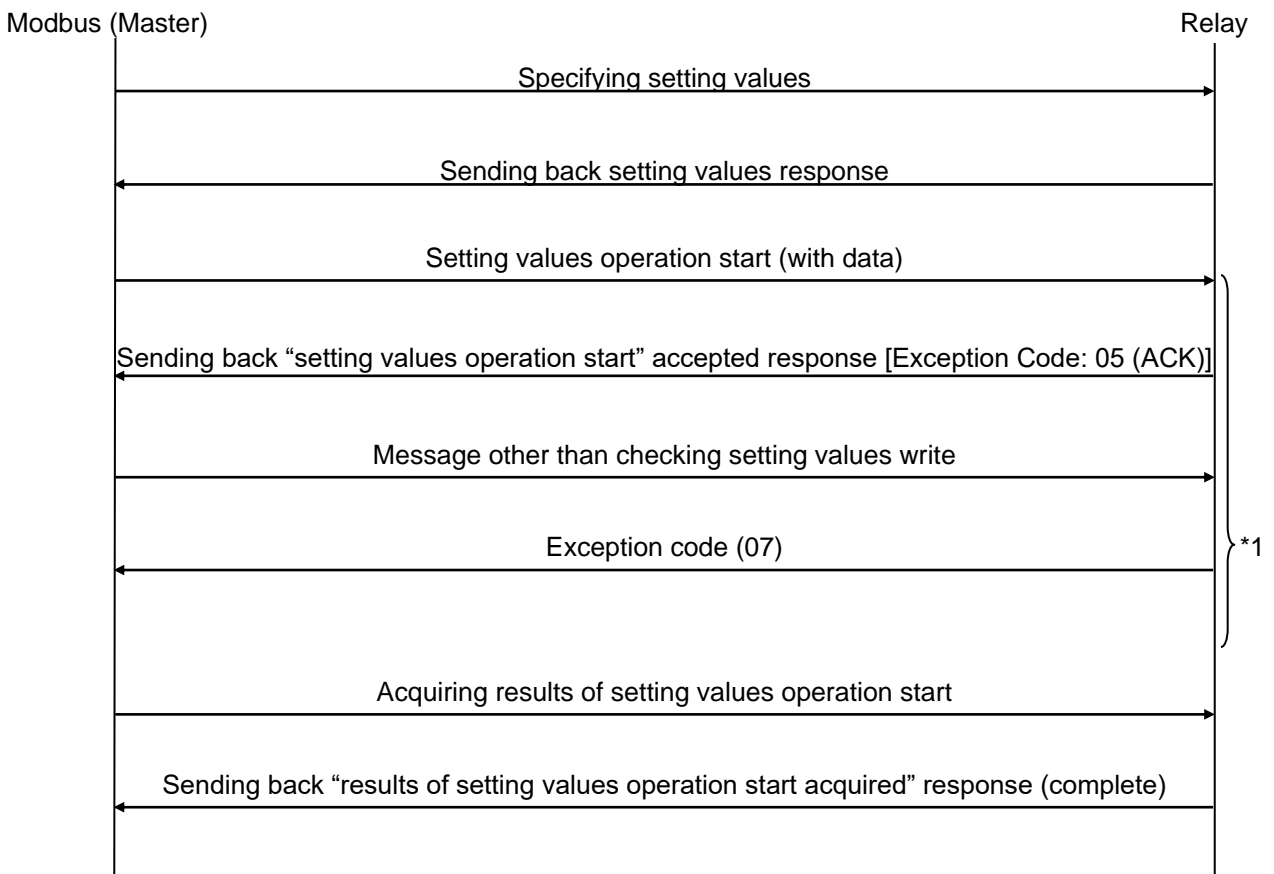 Modbus (Master) Relay
Specifying setting values
Sending back setting values response
Setting values operation start (with data)
Sending back “setting values operation start” accepted response [Exception Code: 05 (ACK)]
Message other than checking setting values write
Exception code (07)
*1
Acquiring results of setting values operation start
Sending back “results of setting values operation start acquired” response (complete)